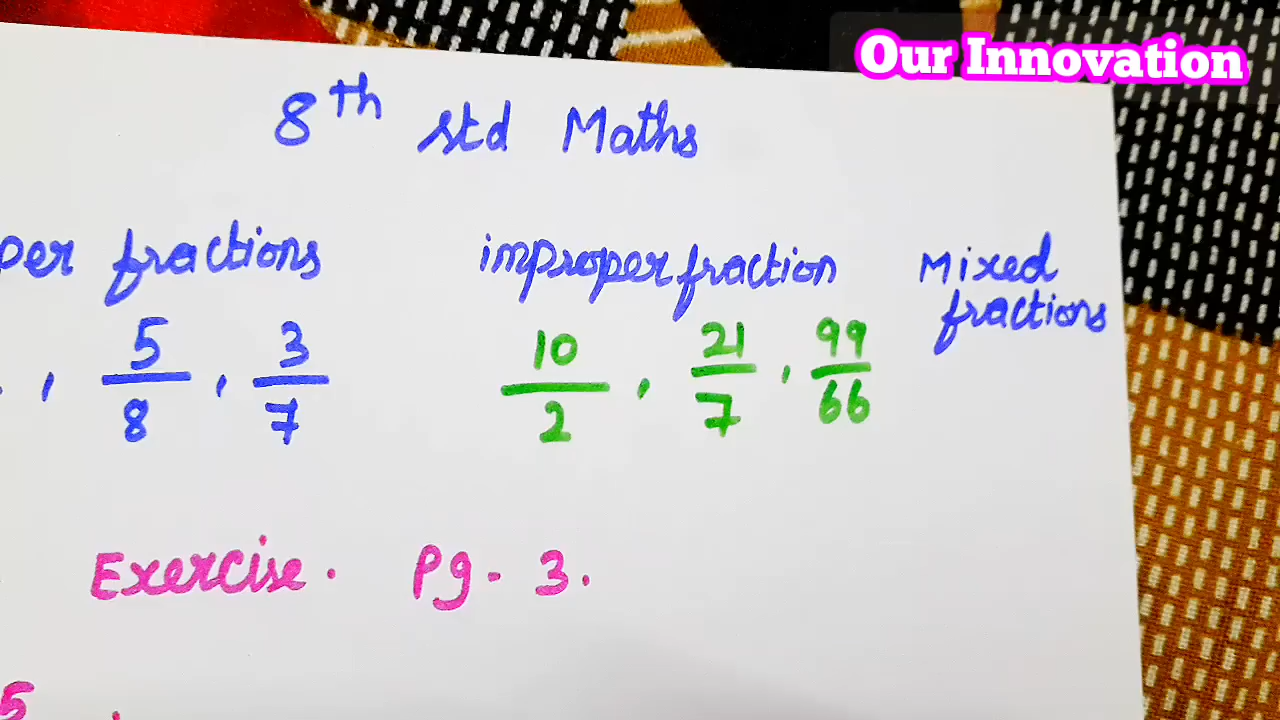 Our Innovation
8th std Maths
per fractions improper fraction Mixed fractions
, 5/8 , 3/7 10/2 , 21/7 , 99/66
Exercise. Pg. 3.
5